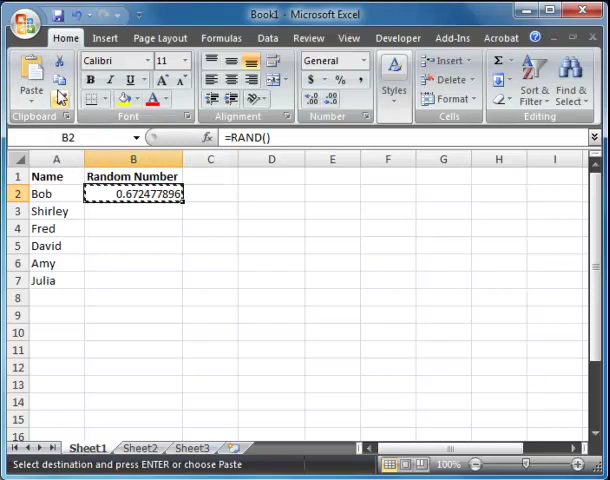 Book1 - Microsoft Excel
Home Insert Page Layout Formulas Data Review View Developer Add-Ins Acrobat
Paste
Clipboard
Calibri 11
B I U
A A
A
Font
Alignment
General
$ % ,
Number
Styles
Insert
Delete
Format
Cells
Σ
Sort &
Filter
Find &
Select
Editing
B2 fx =RAND()
A B C D E F G H I
1 Name Random Number
2 Bob 0.672477896
3 Shirley
4 Fred
5 David
6 Amy
7 Julia
8
9
10
11
12
13
14
15
16
Sheet1 Sheet2 Sheet3
Select destination and press ENTER or choose Paste 100%